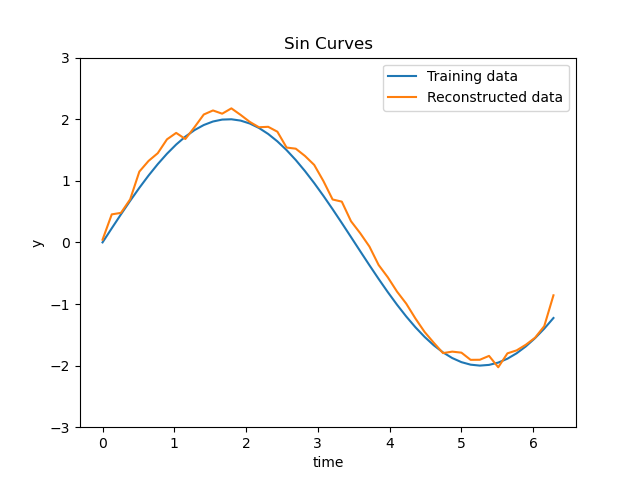 Sin Curves
Training data
Reconstructed data
3
2
1
0
−1
−2
−3
y
0 1 2 3 4 5 6
time